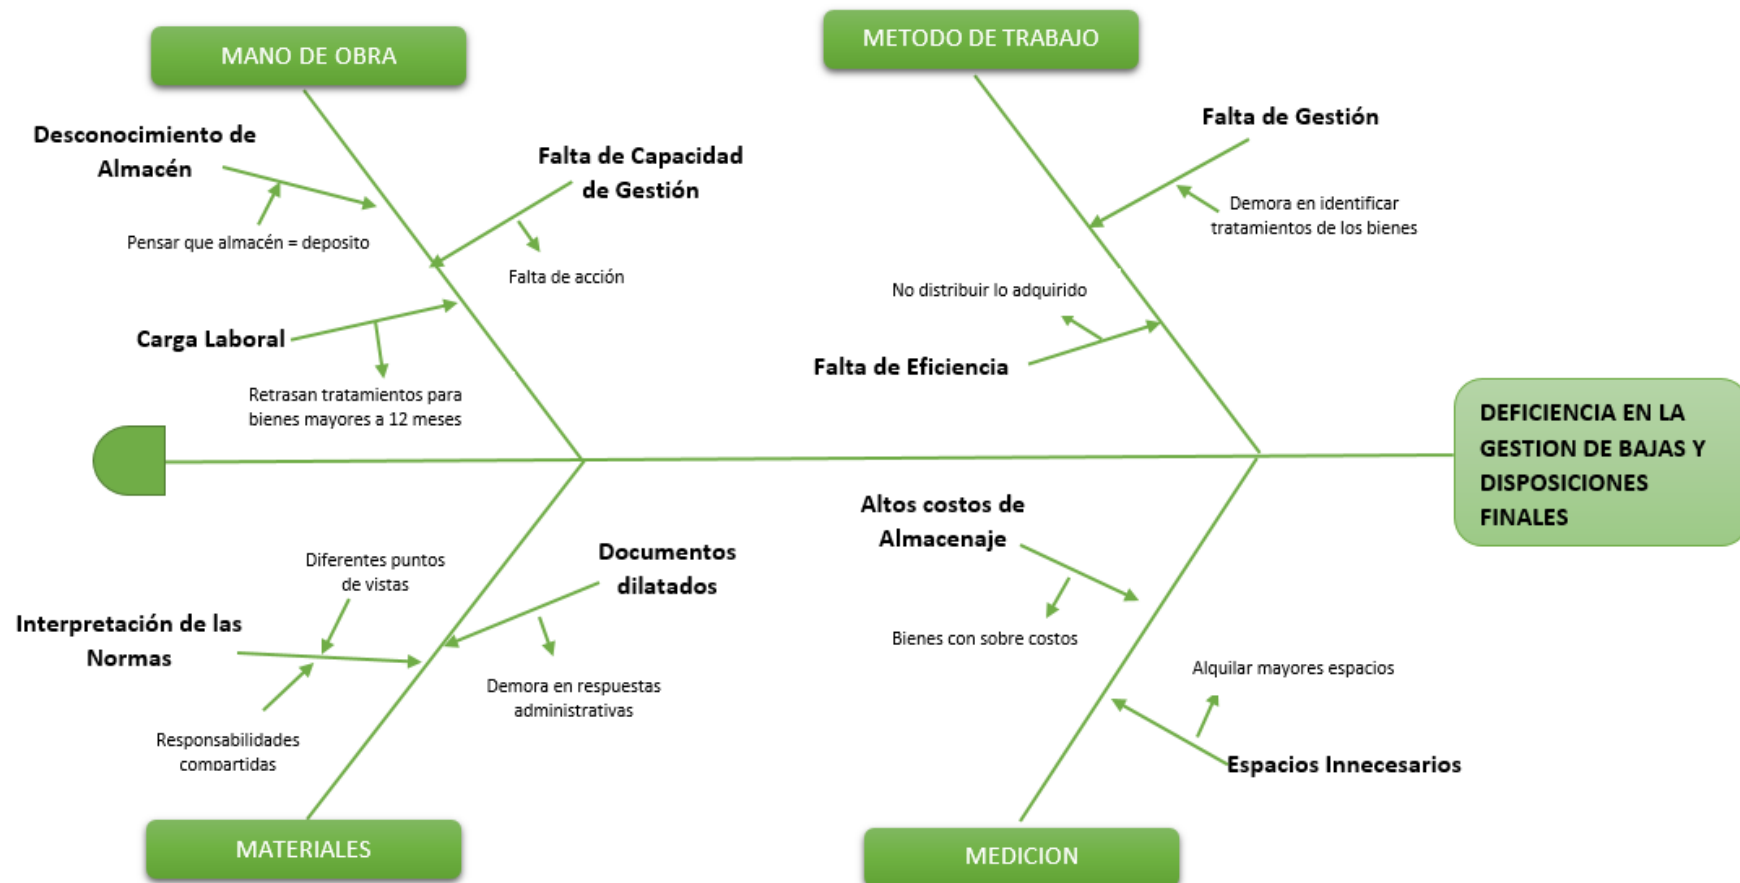 MANO DE OBRA
METODO DE TRABAJO
Desconocimiento de
Almacén
Pensar que almacén = deposito
Falta de Capacidad
de Gestión
Falta de acción
Carga Laboral
Retrasan tratamientos para
bienes mayores a 12 meses
Falta de Gestión
Demora en identificar
tratamientos de los bienes
No distribuir lo adquirido
Falta de Eficiencia
DEFICIENCIA EN LA
GESTION DE BAJAS Y
DISPOSICIONES
FINALES
Diferentes puntos
de vistas
Interpretación de las
Normas
Responsabilidades
compartidas
Documentos
dilatados
Demora en respuestas
administrativas
Altos costos de
Almacenaje
Bienes con sobre costos
Alquilar mayores espacios
Espacios Innecesarios
MATERIALES
MEDICION